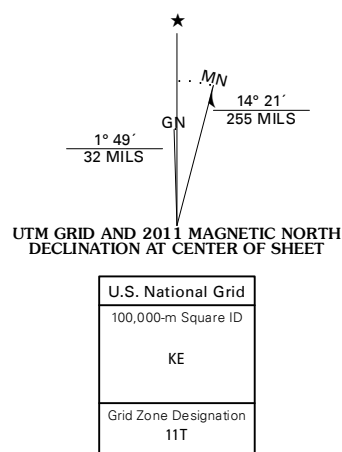 ★
MN
GN
14° 21´
255 MILS
1° 49´
32 MILS
UTM GRID AND 2011 MAGNETIC NORTH
DECLINATION AT CENTER OF SHEET
U.S. National Grid
100,000-m Square ID
KE
Grid Zone Designation
11T